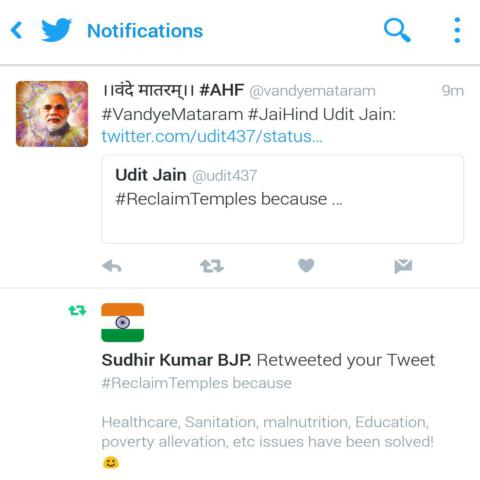 Notifications
।।वंदे मातरम्।। #AHF @vandyemataram 9m
#VandyeMataram #JaiHind Udit Jain:
twitter.com/udit437/status...
Udit Jain @udit437
#ReclaimTemples because ...
Sudhir Kumar BJP. Retweeted your Tweet
#ReclaimTemples because
Healthcare, Sanitation, malnutrition, Education,
poverty allevation, etc issues have been solved!